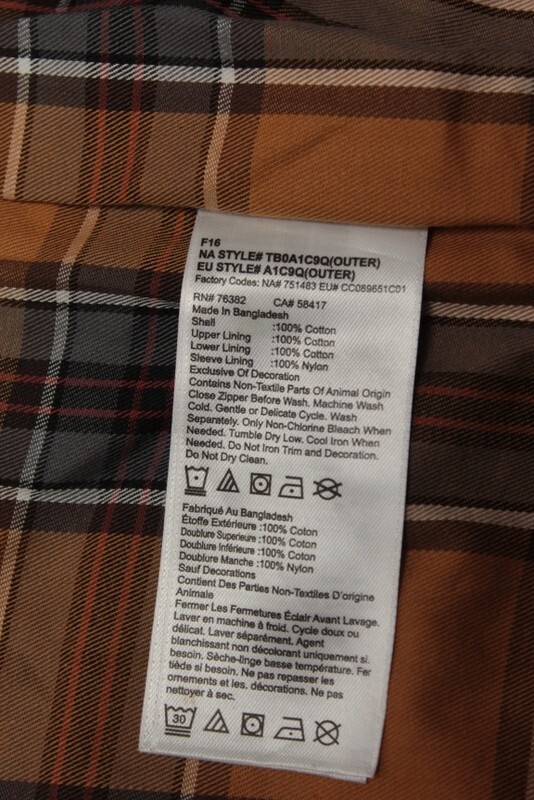 F16
NA STYLE# TB0A1C9Q(OUTER)
EU STYLE# A1C9Q(OUTER)
Factory Codes: NA# 751483 EU# CC089651C01
RN# 76382 CA# 58417
Made In Bangladesh
Shell :100% Cotton
Upper Lining :100% Cotton
Lower Lining :100% Cotton
Sleeve Lining :100% Nylon
Exclusive Of Decoration
Contains Non-Textile Parts Of Animal Origin
Close Zipper Before Wash. Machine Wash
Cold. Gentle or Delicate Cycle. Wash
Separately. Only Non-Chlorine Bleach When
Needed. Tumble Dry Low. Cool Iron When
Needed. Do Not Iron Trim and Decoration.
Do Not Dry Clean.
Fabriqué Au Bangladesh
Étoffe Extérieure :100% Coton
Doublure Superieure :100% Coton
Doublure Inférieure :100% Coton
Doublure Manche :100% Nylon
Sauf Decorations
Contient Des Parties Non-Textiles D'origine
Animale
Fermer Les Fermetures Éclair Avant Lavage.
Laver en machine à froid. Cycle doux ou
délicat. Laver séparément. Agent
blanchissant non décolorant uniquement si
besoin. Sèche-linge basse température. Fer
tiède si besoin. Ne pas repasser les
ornements et les. décorations. Ne pas
nettoyer à sec.
30